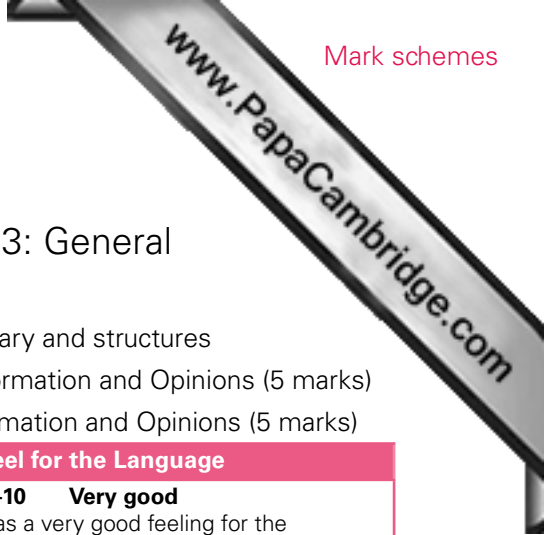 Mark schemes
www.PapaCambridge.com
3: General
ary and structures
rmation and Opinions (5 marks)
mation and Opinions (5 marks)
eel for the Language
-10 Very good
as a very good feeling for the